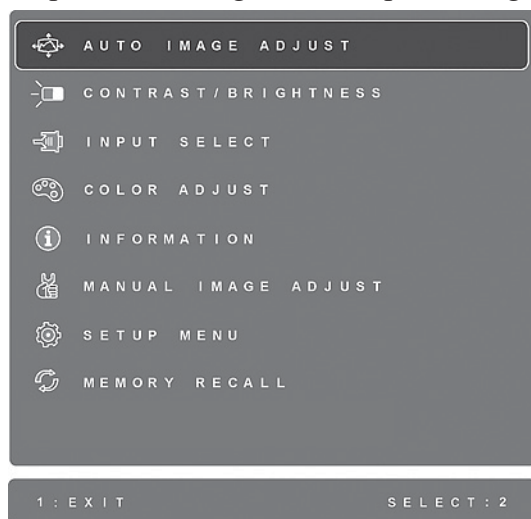 AUTO IMAGE ADJUST
CONTRAST/BRIGHTNESS
INPUT SELECT
COLOR ADJUST
INFORMATION
MANUAL IMAGE ADJUST
SETUP MENU
MEMORY RECALL
1:EXIT SELECT:2